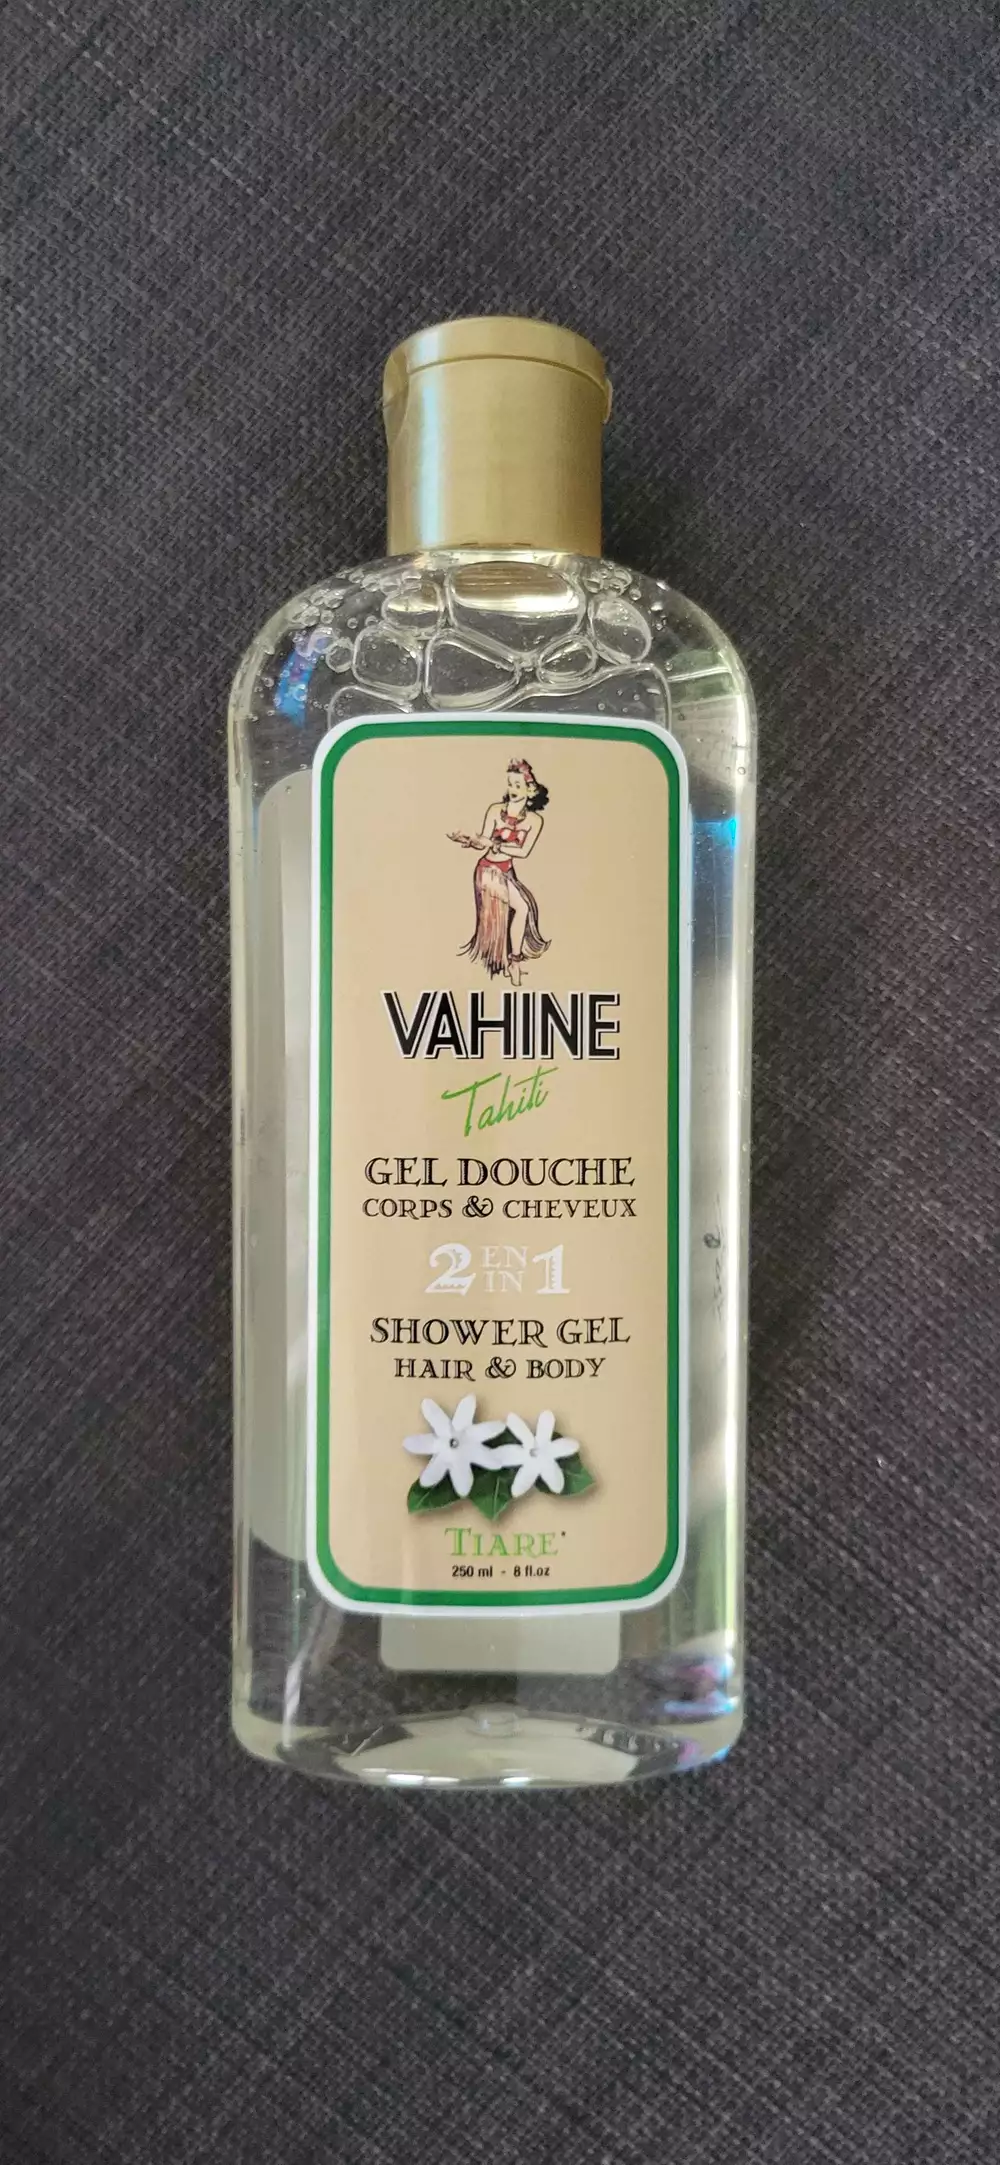 VAHINE
Tahiti
GEL DOUCHE
CORPS & CHEVEUX
2 EN IN 1
SHOWER GEL
HAIR & BODY
TIARE*
250 ml - 8 fl.oz